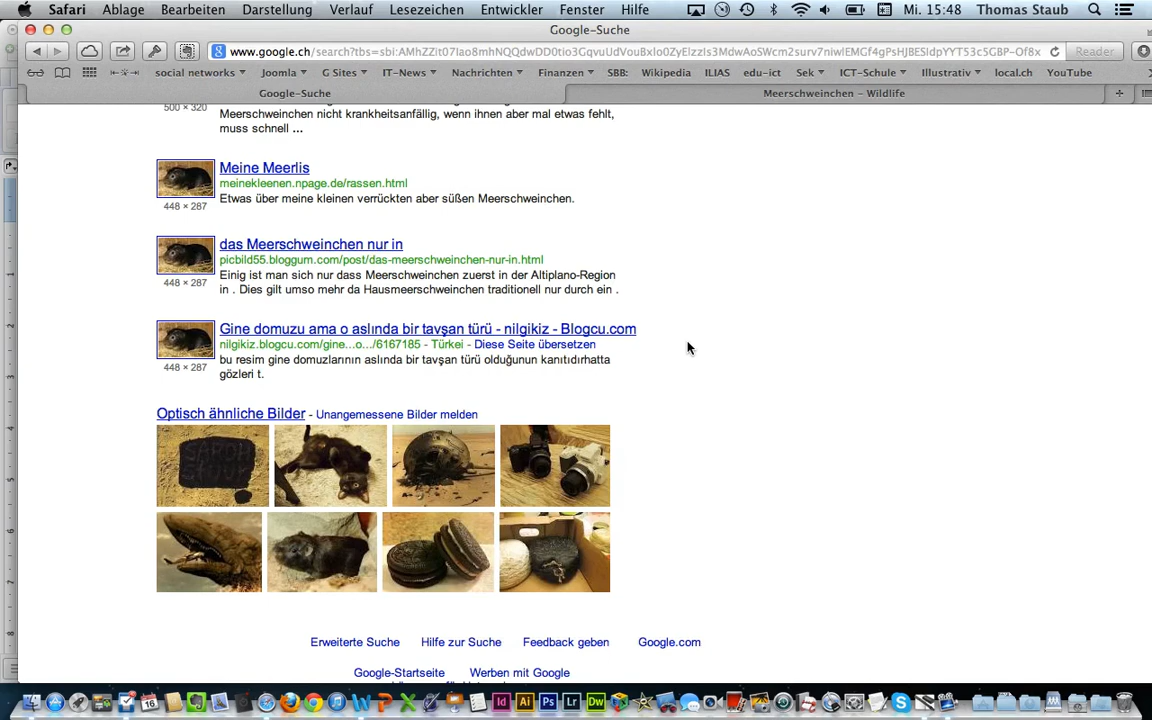 Safari Ablage Bearbeiten Darstellung Verlauf Lesezeichen Entwickler Fenster Hilfe Mi. 15:48 Thomas Staub
Google-Suche
Reader
social networks Joomla G Sites IT-News Nachrichten Finanzen SBB: Wikipedia ILIAS edu-ict Sek ICT-Schule Illustrativ local.ch YouTube
Google-Suche Meerschweinchen – Wildlife
500 × 320
Meerschweinchen nicht krankheitsanfällig, wenn ihnen aber mal etwas fehlt,
muss schnell ...
Meine Meerlis
meinekleenen.npage.de/rassen.html
Etwas über meine kleinen verrückten aber süßen Meerschweinchen.
448 × 287
das Meerschweinchen nur in
picbild55.bloggum.com/post/das-meerschweinchen-nur-in.html
Einig ist man sich nur dass Meerschweinchen zuerst in der Altiplano-Region
in . Dies gilt umso mehr da Hausmeerschweinchen traditionell nur durch ein .
448 × 287
Gine domuzu ama o aslında bir tavşan türü - nilgikiz - Blogcu.com
nilgikiz.blogcu.com/gine...o.../6167185 - Türkei - Diese Seite übersetzen
bu resim gine domuzlarının aslında bir tavşan türü olduğunun kanıtıdırhatta
gözleri t.
448 × 287
Optisch ähnliche Bilder - Unangemessene Bilder melden
Erweiterte Suche Hilfe zur Suche Feedback geben Google.com
Google-Startseite Werben mit Google